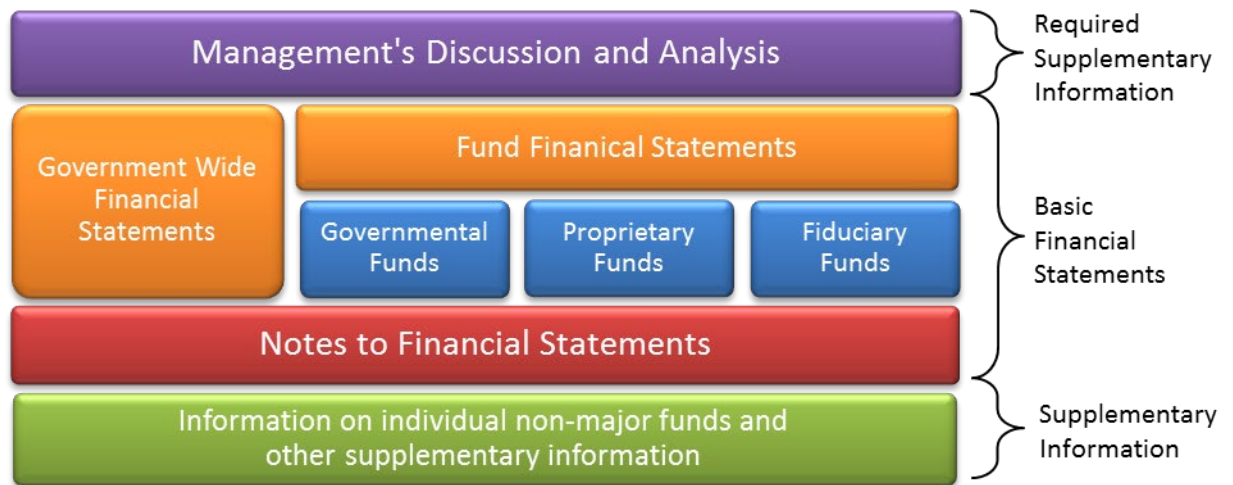 Management's Discussion and Analysis
Required
Supplementary
Information
Government Wide
Financial
Statements
Fund Finanical Statements
Governmental
Funds
Proprietary
Funds
Fiduciary
Funds
Basic
Financial
Statements
Notes to Financial Statements
Information on individual non-major funds and
other supplementary information
Supplementary
Information